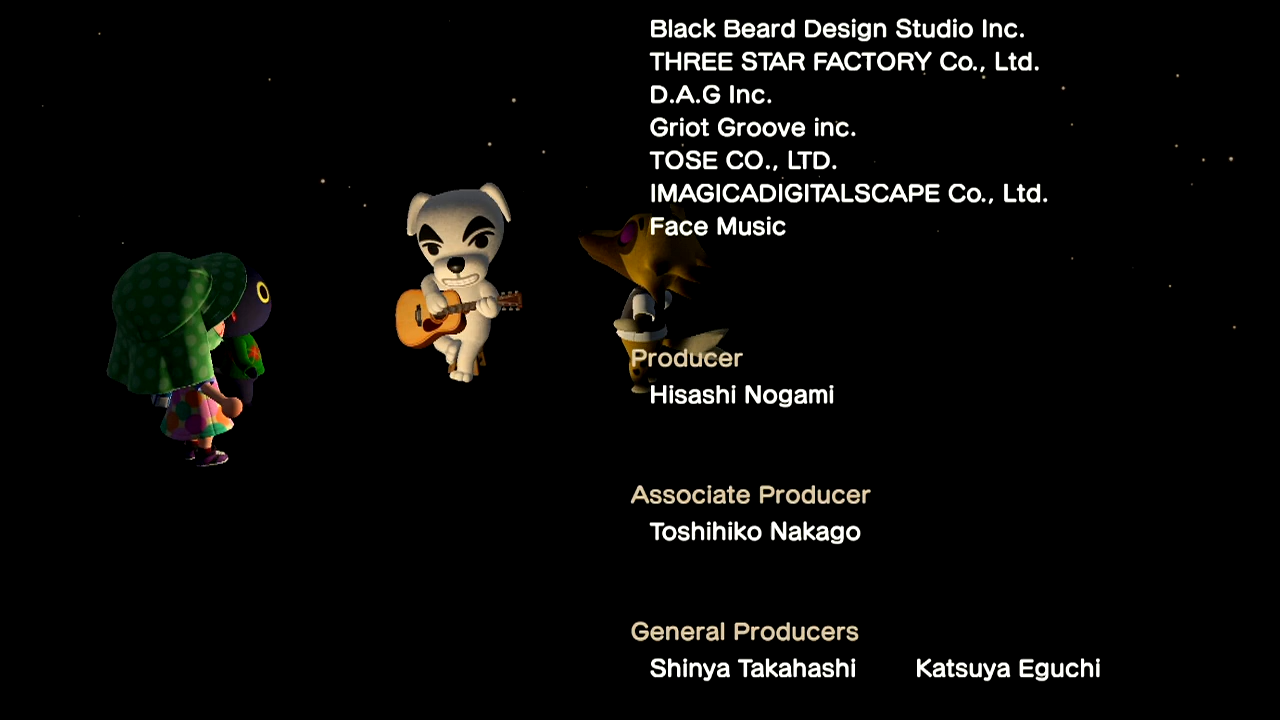 Black Beard Design Studio Inc.
THREE STAR FACTORY Co., Ltd.
D.A.G Inc.
Griot Groove inc.
TOSE CO., LTD.
IMAGICADIGITALSCAPE Co., Ltd.
Face Music
Producer
Hisashi Nogami
Associate Producer
Toshihiko Nakago
General Producers
Shinya Takahashi Katsuya Eguchi